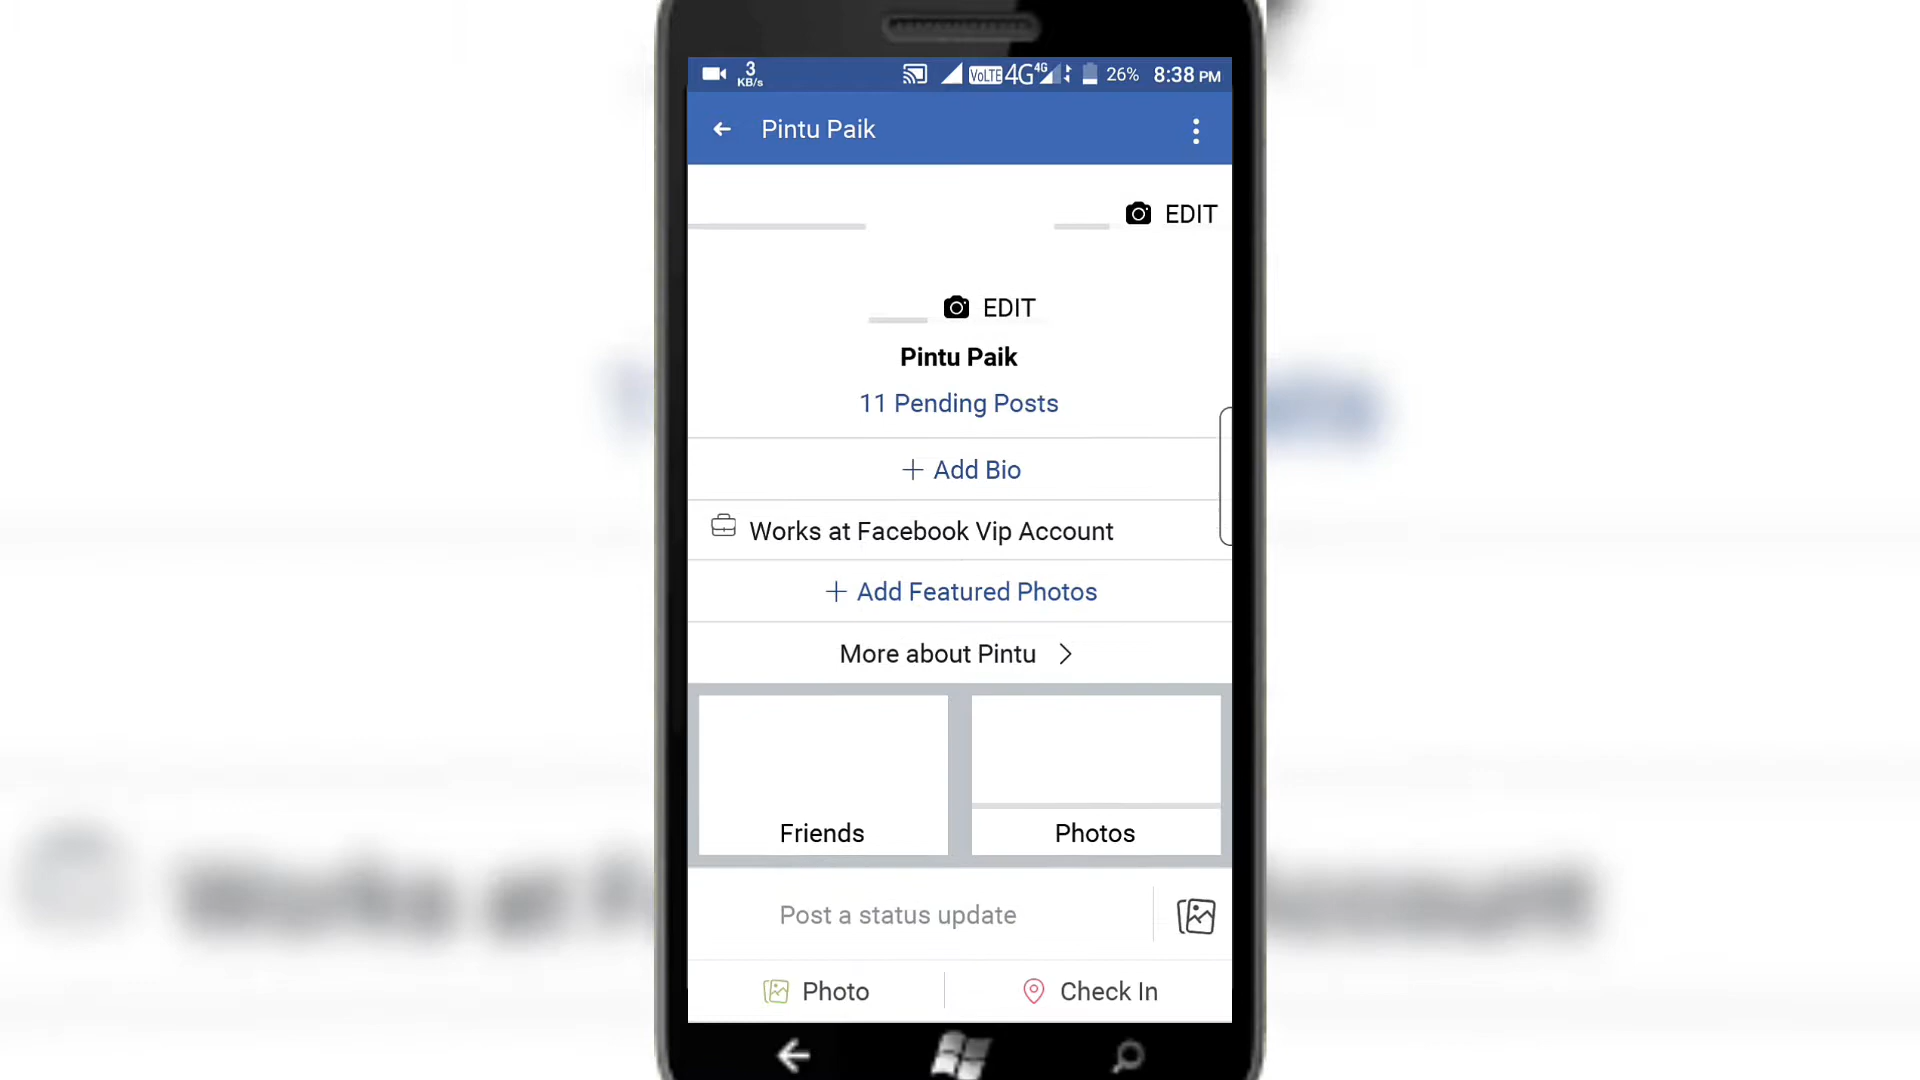 3
KB/s
VoLTE 4G 4G 26% 8:38 PM
Pintu Paik
EDIT
EDIT
Pintu Paik
11 Pending Posts
+ Add Bio
Works at Facebook Vip Account
+ Add Featured Photos
More about Pintu
Friends
Photos
Post a status update
Photo
Check In